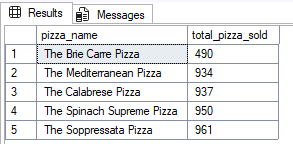 Results Messages
pizza_name total_pizza_sold
1 The Brie Carre Pizza 490
2 The Mediterranean Pizza 934
3 The Calabrese Pizza 937
4 The Spinach Supreme Pizza 950
5 The Soppressata Pizza 961